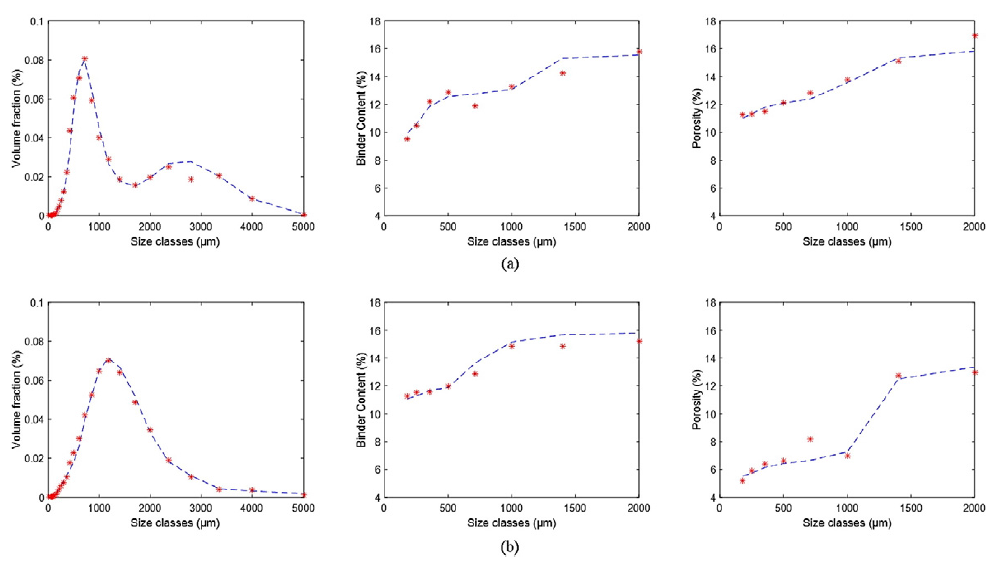 0.1
0.08
0.06
0.04
0.02
0
0 1000 2000 3000 4000 5000
Volume fraction (%)
Size classes (µm)
18
16
14
12
10
8
6
4
0 500 1000 1500 2000
Binder Content (%)
Size classes (µm)
18
16
14
12
10
8
6
4
0 500 1000 1500 2000
Porosity (%)
Size classes (µm)
(a)
0.1
0.08
0.06
0.04
0.02
0
0 1000 2000 3000 4000 5000
Volume fraction (%)
Size classes (µm)
18
16
14
12
10
8
6
4
0 500 1000 1500 2000
Binder Content (%)
Size classes (µm)
18
16
14
12
10
8
6
4
0 500 1000 1500 2000
Porosity (%)
Size classes (µm)
(b)